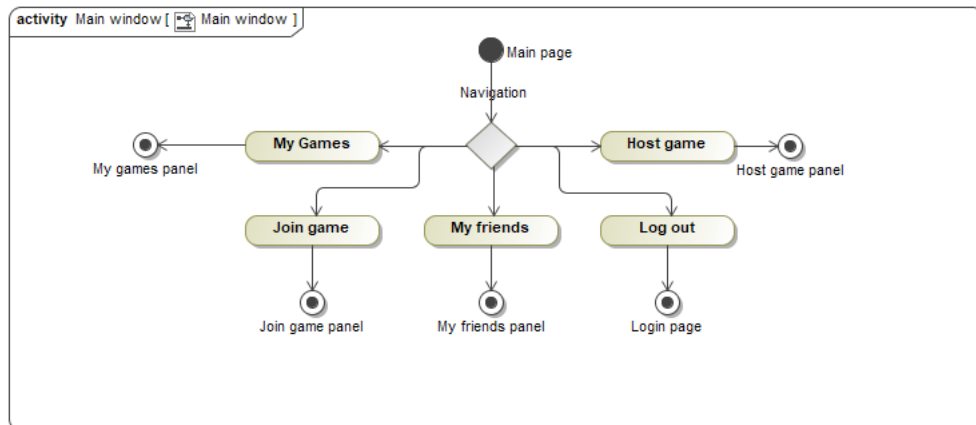 activity Main window [ Main window ]
Main page
Navigation
My Games
Host game
My games panel
Host game panel
Join game
My friends
Log out
Join game panel
My friends panel
Login page